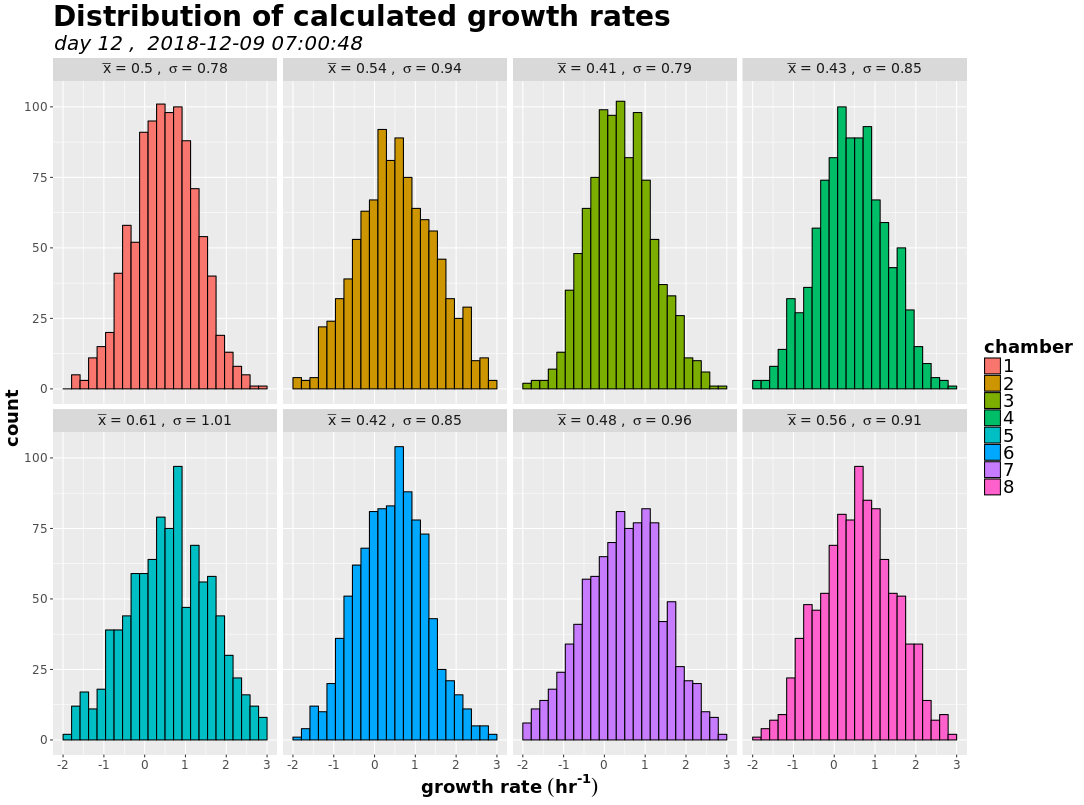 Distribution of calculated growth rates
day 12 , 2018-12-09 07:00:48
x̅ = 0.5 , σ = 0.78
x̅ = 0.54 , σ = 0.94
x̅ = 0.41 , σ = 0.79
x̅ = 0.43 , σ = 0.85
100
75
50
25
0
x̅ = 0.61 , σ = 1.01
x̅ = 0.42 , σ = 0.85
x̅ = 0.48 , σ = 0.96
x̅ = 0.56 , σ = 0.91
100
75
50
25
0
-2 -1 0 1 2 3
-2 -1 0 1 2 3
-2 -1 0 1 2 3
-2 -1 0 1 2 3
count
growth rate (hr⁻¹)
chamber
1
2
3
4
5
6
7
8